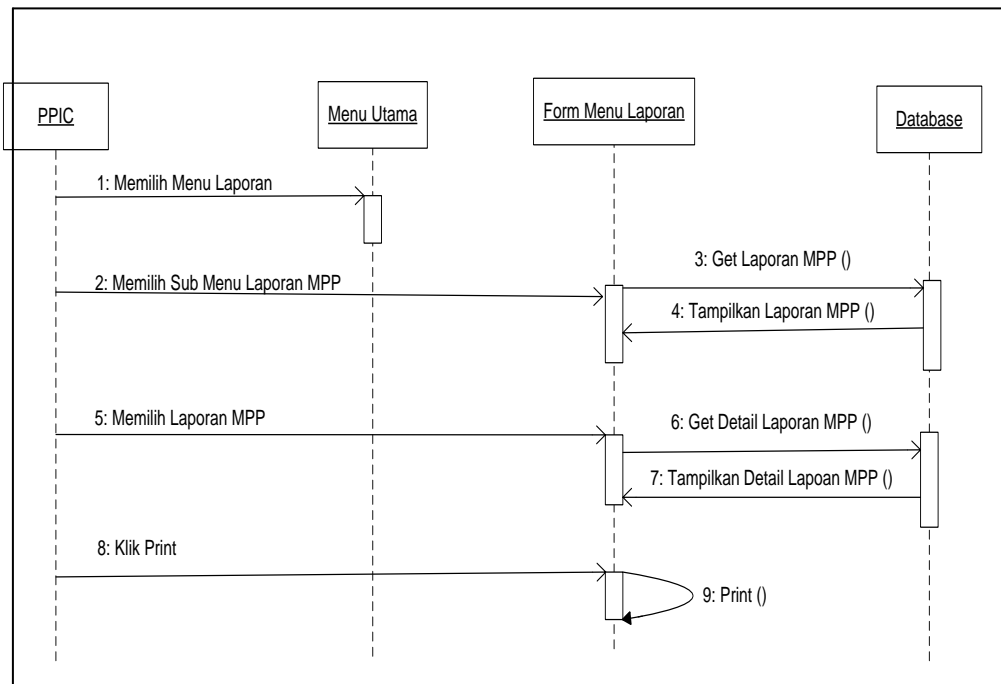 PPIC
Menu Utama
Form Menu Laporan
Database
1: Memilih Menu Laporan
2: Memilih Sub Menu Laporan MPP
3: Get Laporan MPP ()
4: Tampilkan Laporan MPP ()
5: Memilih Laporan MPP
6: Get Detail Laporan MPP ()
7: Tampilkan Detail Lapoan MPP ()
8: Klik Print
9: Print ()